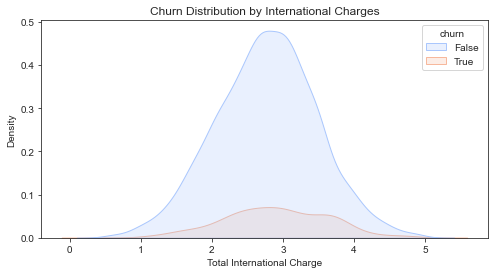 Churn Distribution by International Charges
churn
False
True
Density
0.5
0.4
0.3
0.2
0.1
0.0
0 1 2 3 4 5
Total International Charge